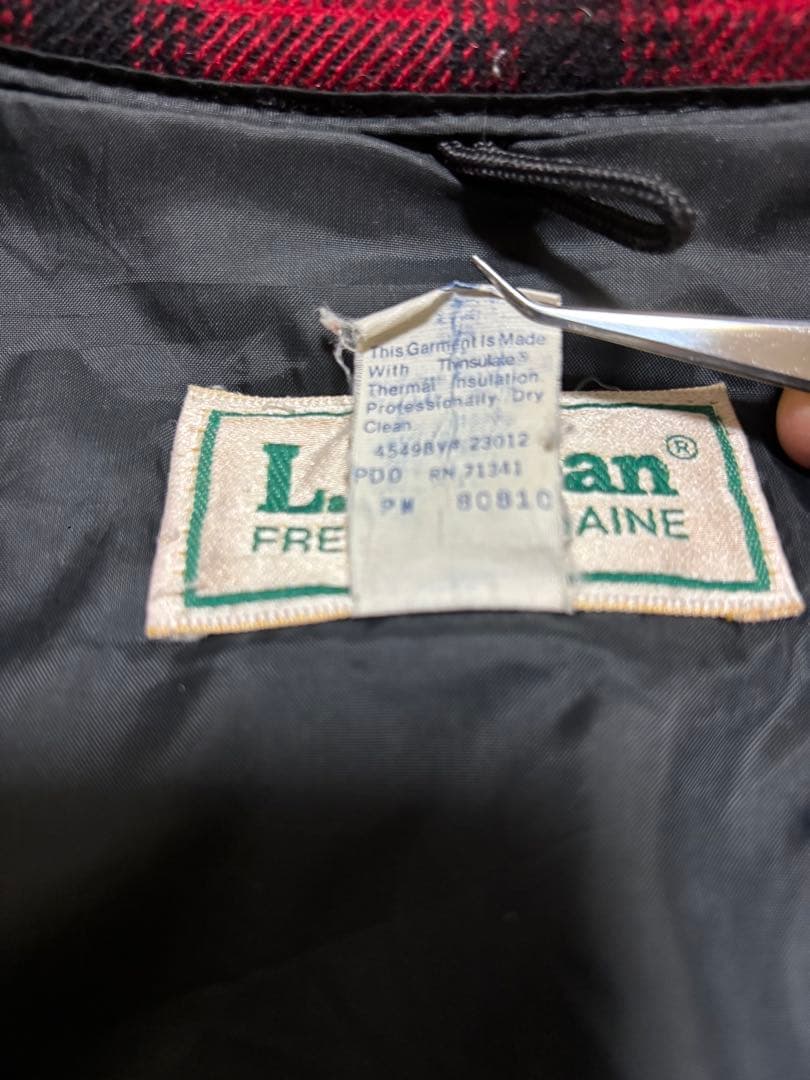 This Garment Is Made
With Thinsulate®
Thermal Insulation.
Professionally Dry
Clean.
23012
PDO RN 71341
PM 80810
L. an®
FRE AINE